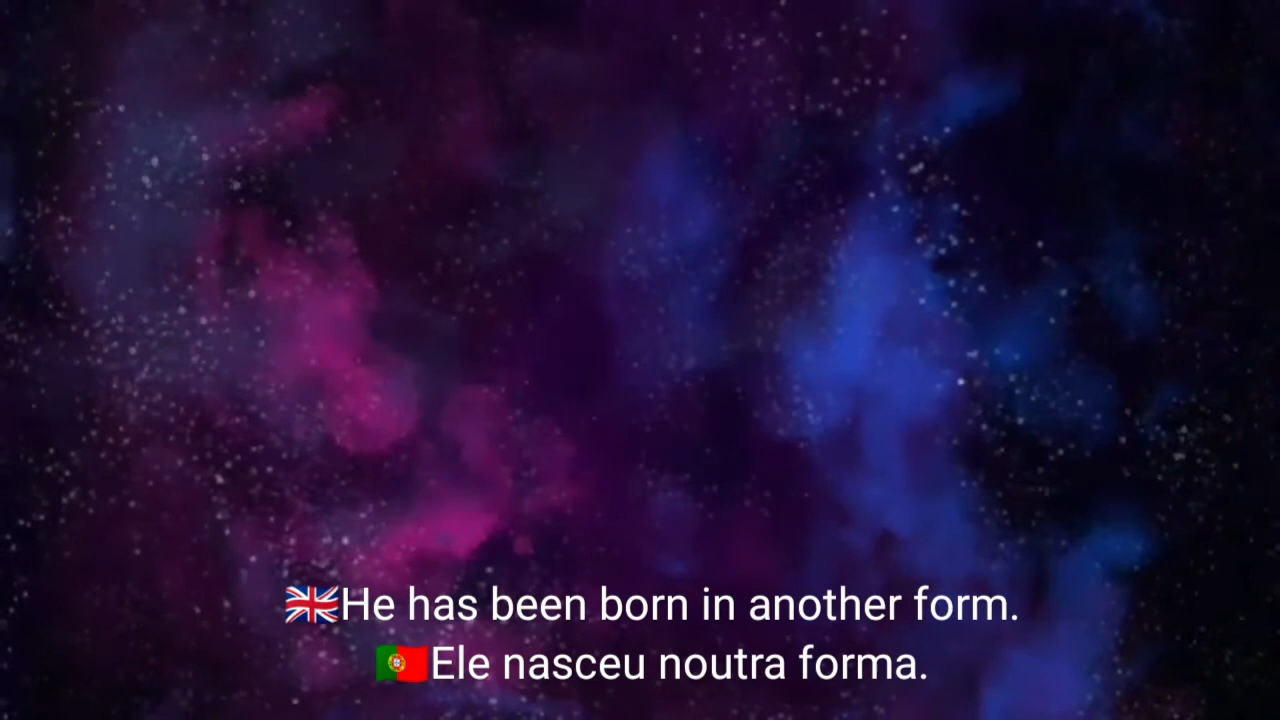 🇬🇧He has been born in another form.
🇵🇹Ele nasceu noutra forma.